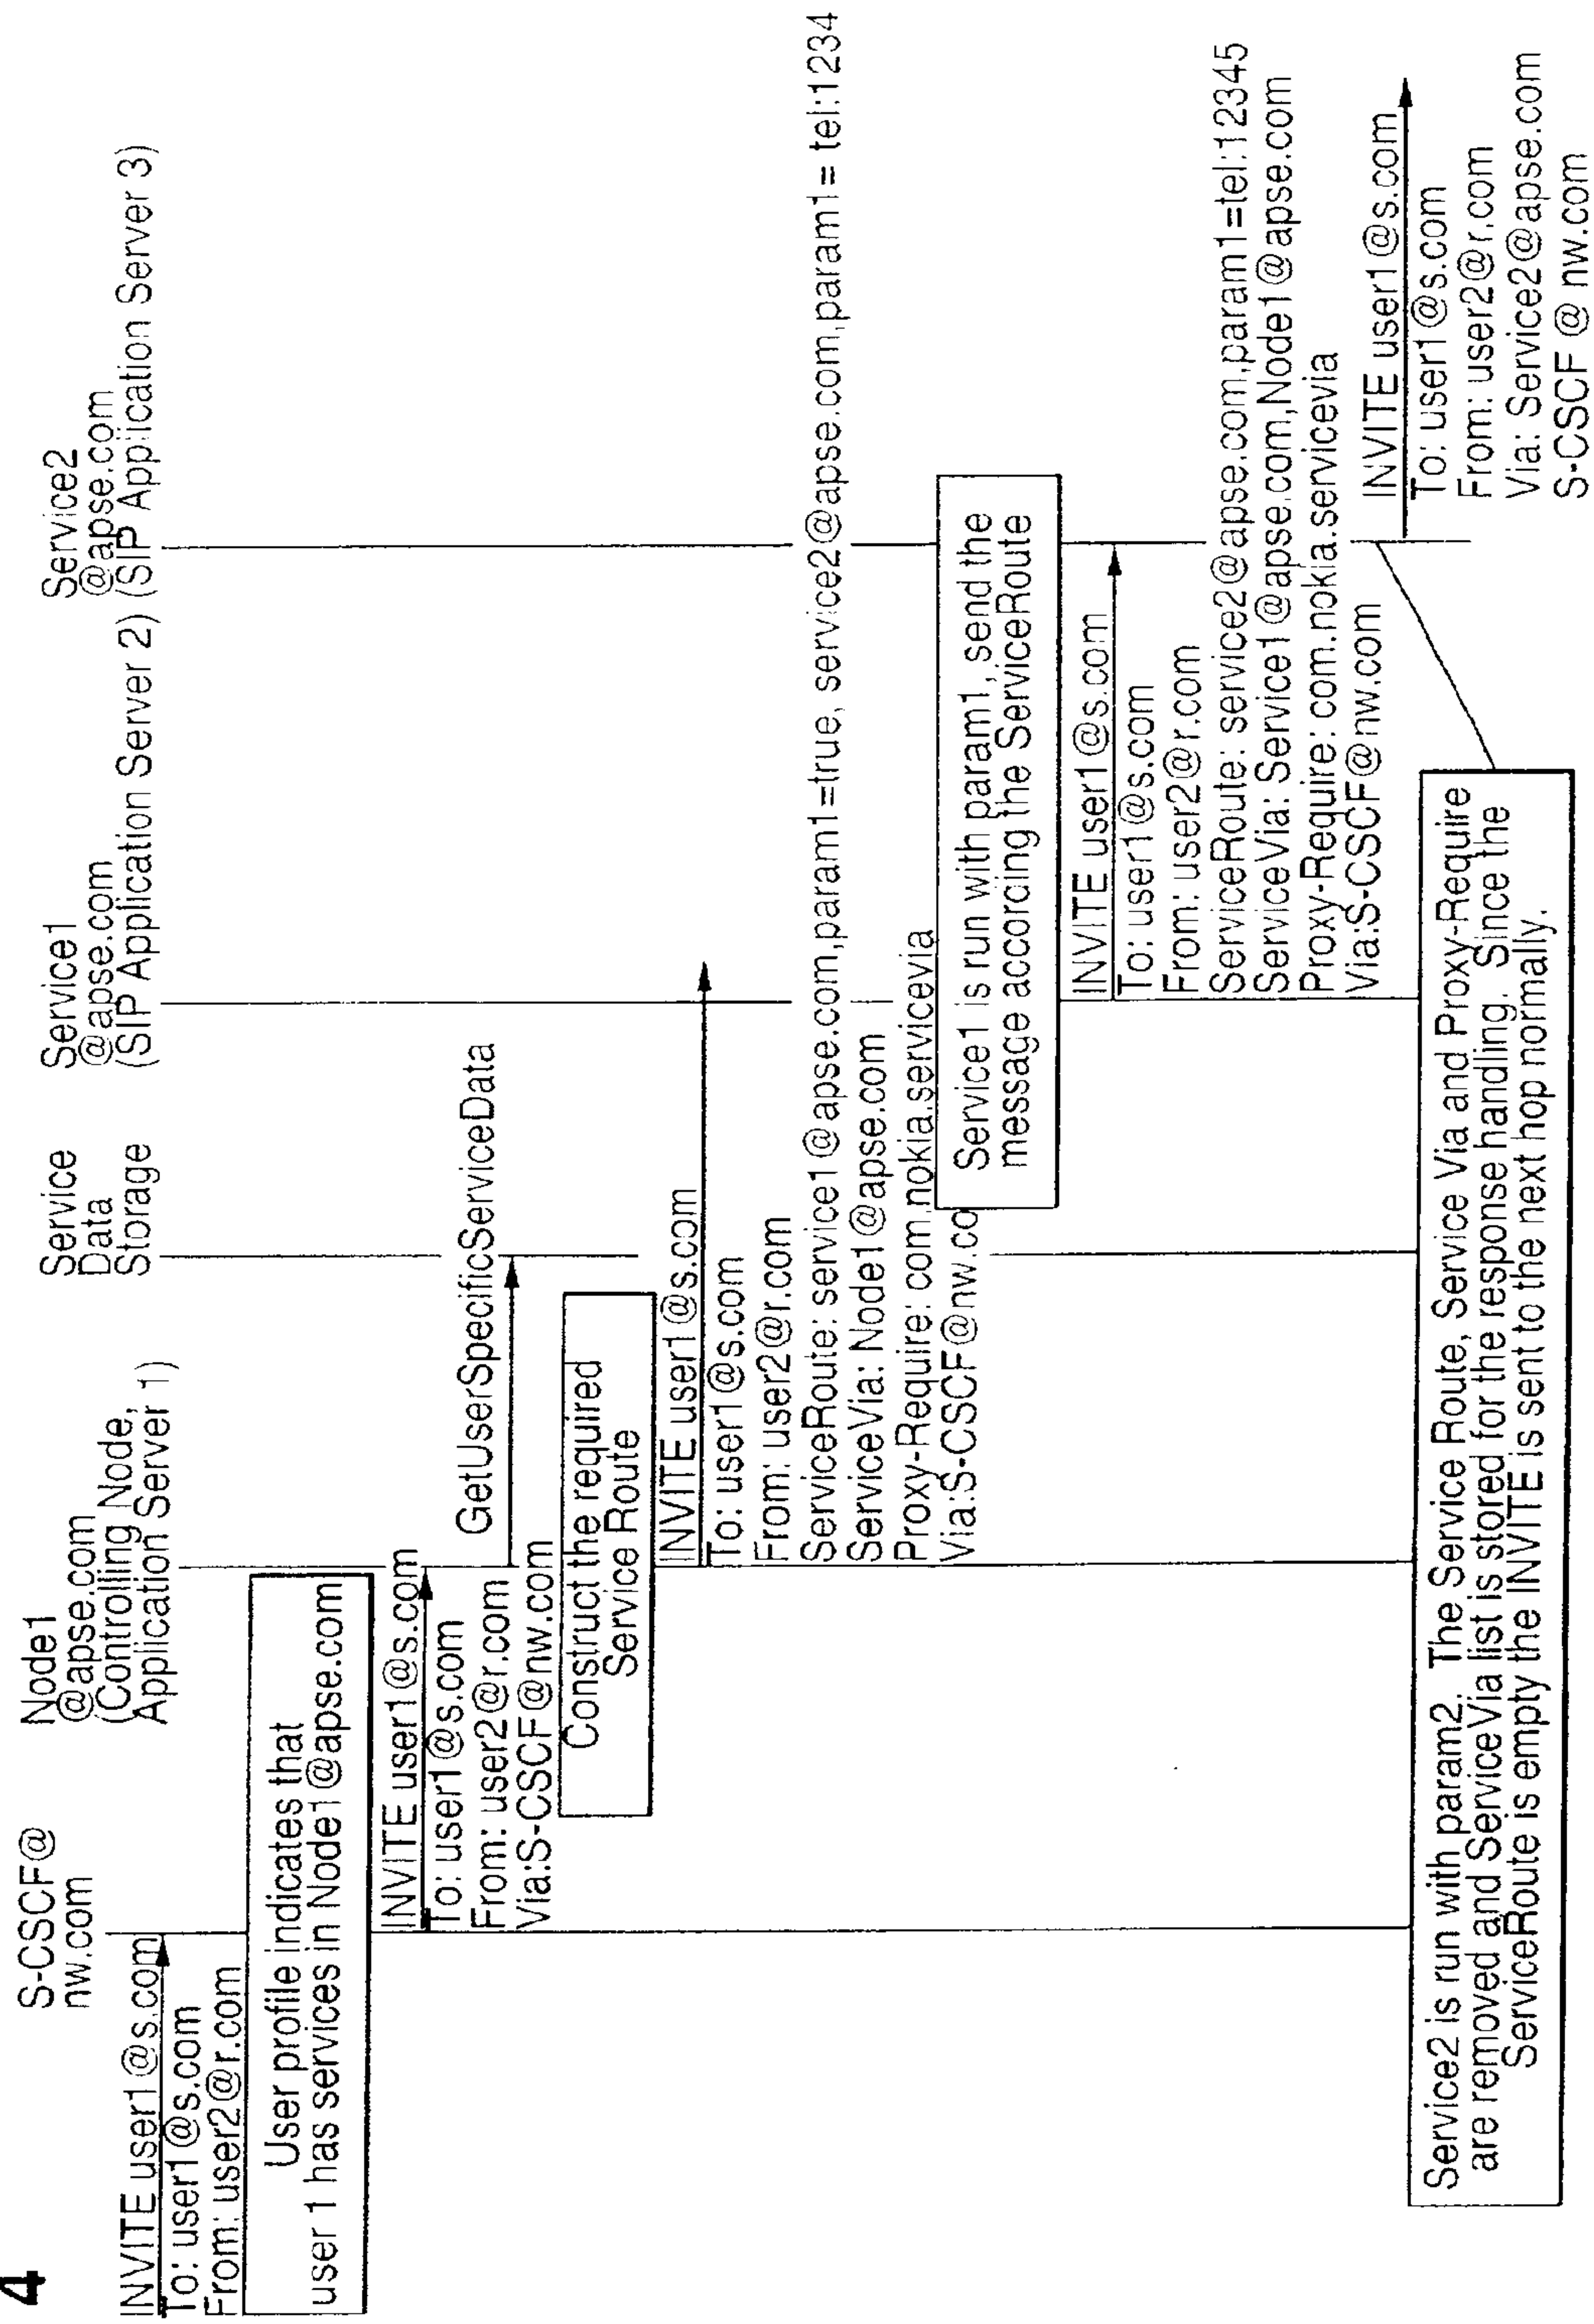 4
S-CSCF@
nw.com
Node1
@apse.com
(Controlling Node,
Application Server 1)
Service
Data
Storage
Service1
@apse.com
(SIP Application Server 2)
Service2
@apse.com
(SIP Application Server 3)
INVITE user1@s.com
To: user1@s.com
From: user2@r.com
User profile indicates that
user 1 has services in Node1@apse.com
INVITE user1@s.com
To: user1@s.com
From: user2@r.com
Via:S-CSCF@nw.com
GetUserSpecificServiceData
Construct the required
Service Route
INVITE user1@s.com
To: user1@s.com
From: user2@r.com
ServiceRoute: service1@apse.com,param1=true, service2@apse.com,param1= tel:1234
ServiceVia: Node1@apse.com
Proxy-Require: com.nokia.servicevia
Via:S-CSCF@nw.co
Service1 is run with param1, send the
message according the ServiceRoute
INVITE user1@s.com
To: user1@s.com
From: user2@r.com
ServiceRoute: service2@apse.com,param1=tel:12345
ServiceVia: Service1@apse.com,Node1@apse.com
Proxy-Require: com.nokia.servicevia
Via:S-CSCF@nw.com
INVITE user1@s.com
To: user1@s.com
From: user2@r.com
Via: Service2@apse.com
S-CSCF @ nw.com
Service2 is run with param2. The Service Route, Service Via and Proxy-Require
are removed and ServiceVia list is stored for the response handling. Since the
ServiceRoute is empty the INVITE is sent to the next hop normally.